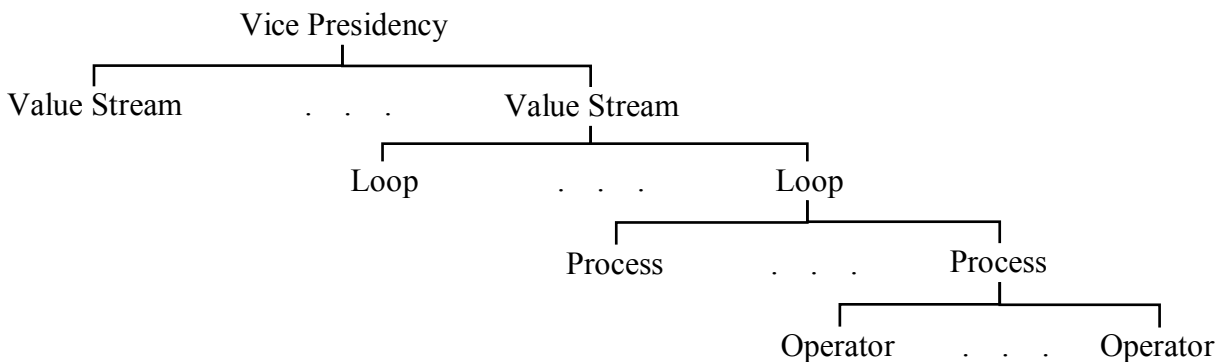 Vice Presidency
Value Stream . . . Value Stream
Loop . . . Loop
Process . . . Process
Operator . . . Operator